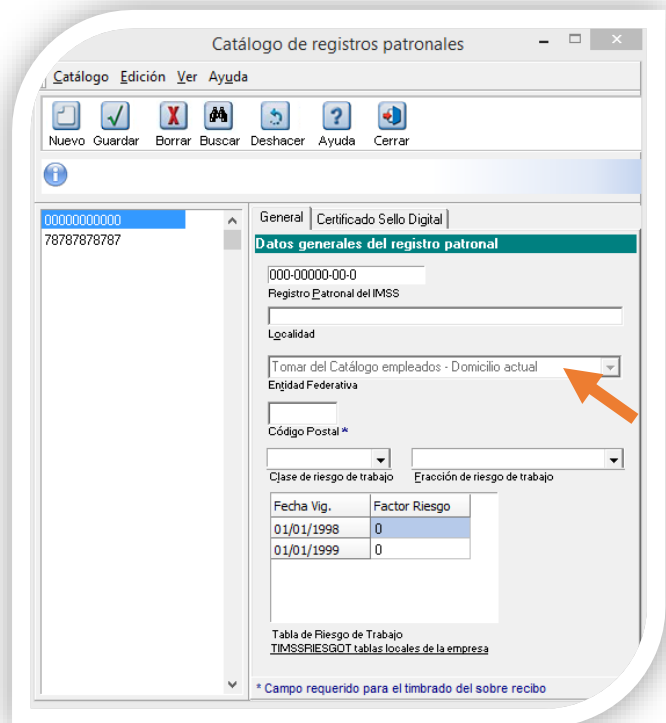 Catálogo de registros patronales
Catálogo Edición Ver Ayuda
Nuevo Guardar Borrar Buscar Deshacer Ayuda Cerrar
00000000000
78787878787
General Certificado Sello Digital
Datos generales del registro patronal
000-00000-00-0
Registro Patronal del IMSS
Localidad
Tomar del Catálogo empleados - Domicilio actual
Entidad Federativa
Código Postal *
Clase de riesgo de trabajo Fracción de riesgo de trabajo
Fecha Vig. Factor Riesgo
01/01/1998 0
01/01/1999 0
Tabla de Riesgo de Trabajo
TIMSSRIESGOT tablas locales de la empresa
* Campo requerido para el timbrado del sobre recibo